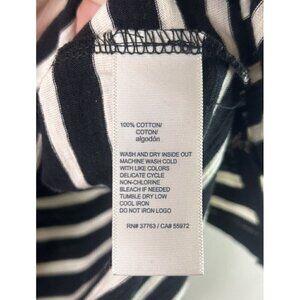 100% COTTON/
COTON/
algodón
WASH AND DRY INSIDE OUT
MACHINE WASH COLD
WITH LIKE COLORS
DELICATE CYCLE
NON-CHLORINE
BLEACH IF NEEDED
TUMBLE DRY LOW
COOL IRON
DO NOT IRON LOGO
RN# 37763 / CA# 55972